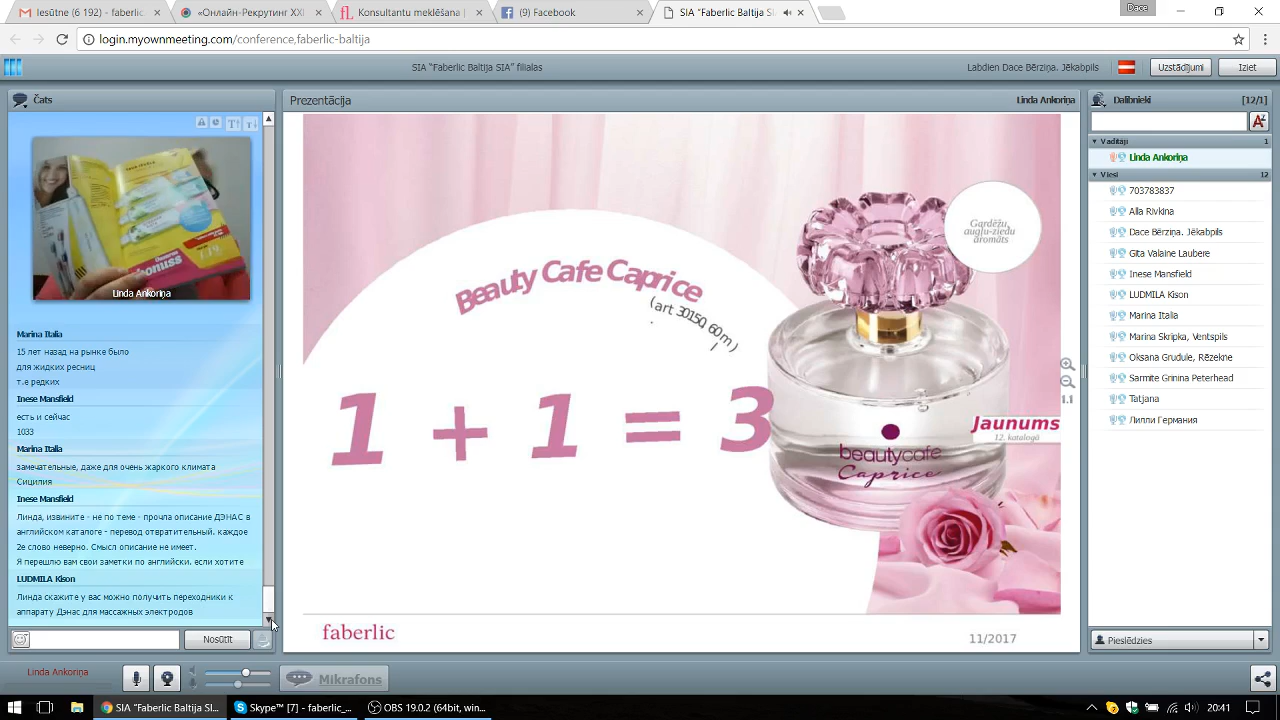 Iesūtne (6 192) - faberlic.
«Онлайн-Рекрутинг XXI
Konsultantu meklēšana |
(9) Facebook
SIA "Faberlic Baltija SI
Dace
login.myownmeeting.com/conference,faberlic-baltija
SIA "Faberlic Baltija SIA" filiālas
Labdien Dace Bērziņa. Jēkabpils
Uzstādījumi
Iziet
Čats
Linda Ankoriņa
Marina Italia
15 лет назад на рынке было
для жидких ресниц
т.е редких
Inese Mansfield
есть и сейчас
1033
Marina Italia
замечательные, даже для очень жаркого климата
Сицилия
Inese Mansfield
Линда, извините - не по теме - прочла описание ДЭНАС в
английском каталоге - перевод отвратительный. каждое
2е слово неверно. Смысл описание не имеет.
Я перешлю вам свои заметки по английски. если хотите
LUDMILA Kison
Линда скажите у вас можно получить переходники к
аппарату Дэнас для массажных электродов
Nosūtīt
Prezentācija
Linda Ankoriņa
Beauty Cafe Caprice
(art 30150, 60 ml)
1 + 1 = 3
Gardēžu,
augļu-ziedu
aromāts
Jaunums
12. katalogā
beautycafe
Caprice
faberlic
11/2017
1.1
Dalībnieki
[12/1]
Vadītāji
1
Linda Ankoriņa
Viesi
12
703783837
Alla Rivkina
Dace Bērziņa. Jēkabpils
Gita Valaine Laubere
Inese Mansfield
LUDMILA Kison
Marina Italia
Marina Skripka, Ventspils
Oksana Grudule, Rēzekne
Sarmite Grinina Peterhead
Tatjana
Лилли Германия
Pieslēdzies
Linda Ankoriņa
Mikrafons
SIA "Faberlic Baltija SI...
Skype™ [7] - faberlic_...
OBS 19.0.2 (64bit, win...
20:41